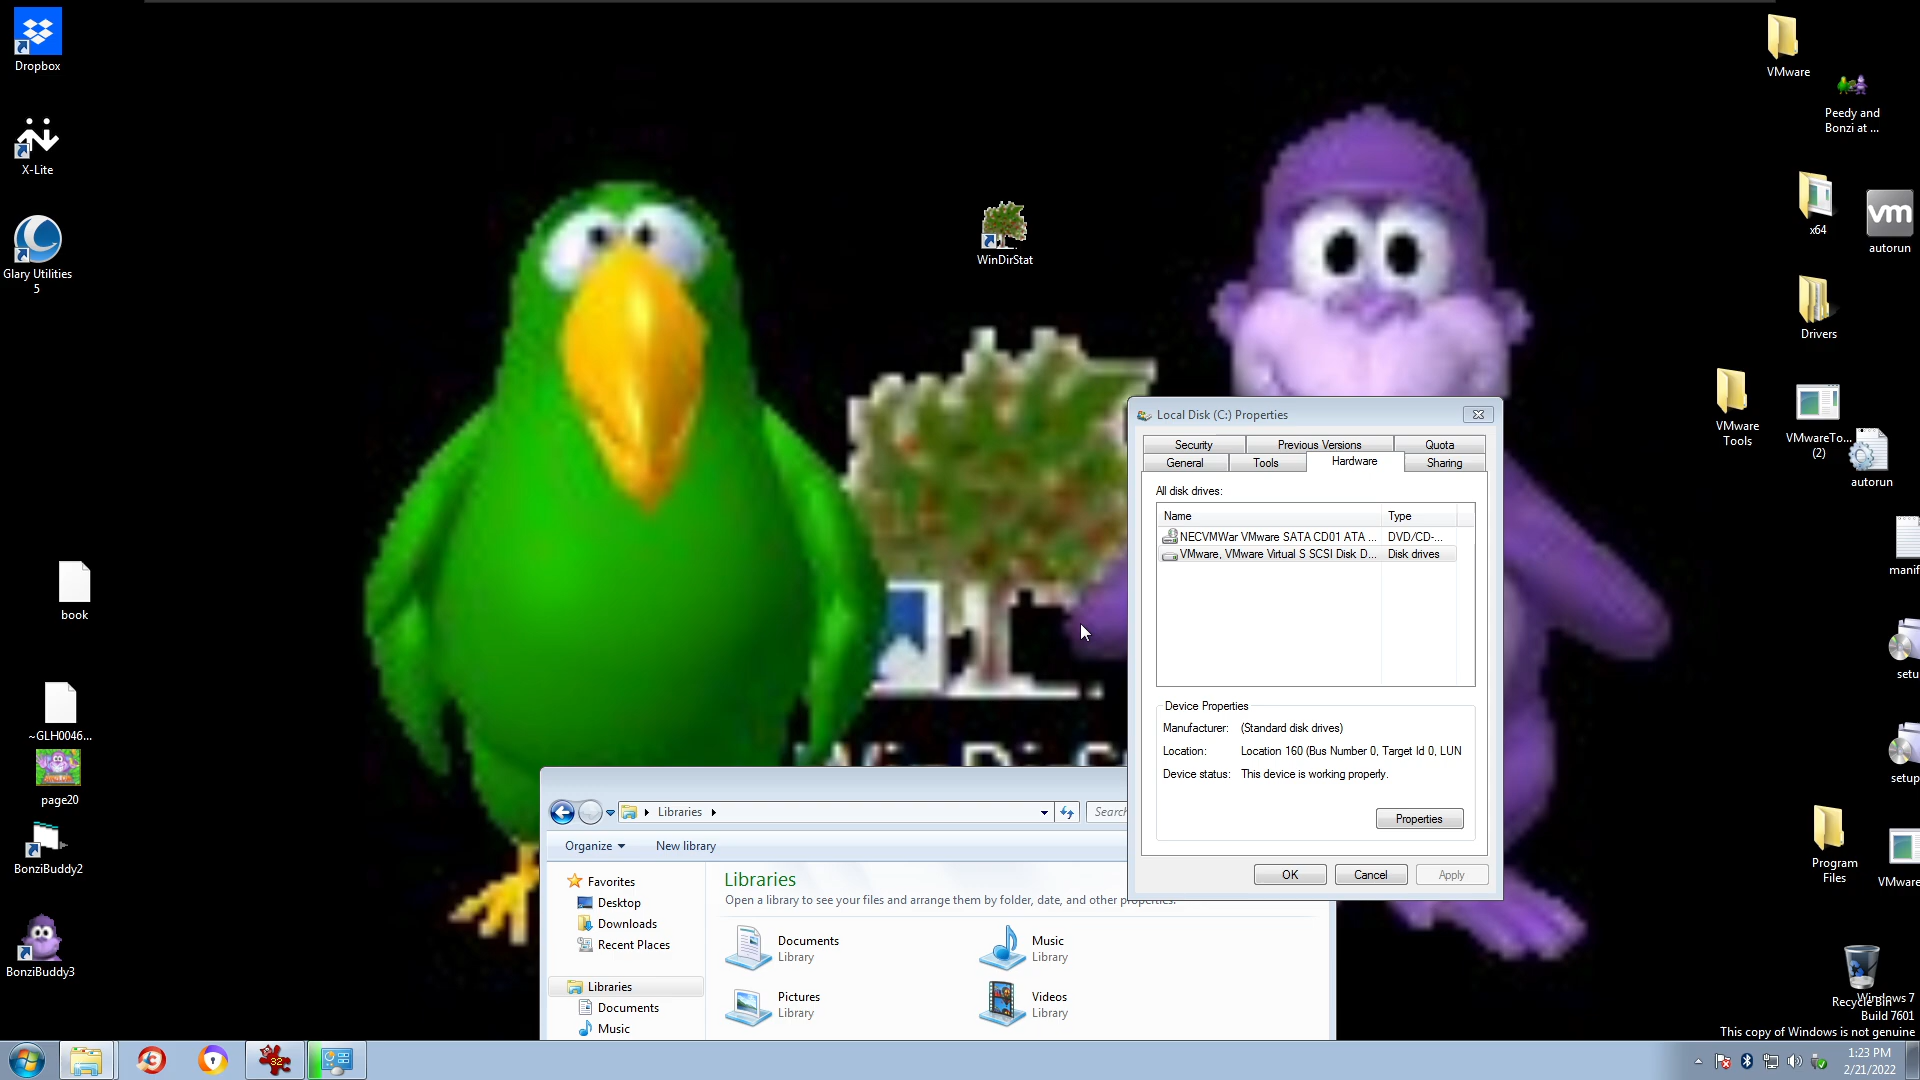 Dropbox
X-Lite
Glary Utilities
5
book
~GLH0046...
page20
BonziBuddy2
BonziBuddy3
WinDirStat
VMware
Peedy and
Bonzi at ...
x64
vm
autorun
Drivers
VMware
Tools
VMwareTo...
(2)
autorun
manif
setu
setup
Program
Files
VMware
Recycle Bin
Windows 7
Build 7601
This copy of Windows is not genuine
Local Disk (C:) Properties
Security
Previous Versions
Quota
General
Tools
Hardware
Sharing
All disk drives:
Name
Type
NECVMWar VMware SATA CD01 ATA ...
DVD/CD-...
VMware, VMware Virtual S SCSI Disk D...
Disk drives
Device Properties
Manufacturer: (Standard disk drives)
Location: Location 160 (Bus Number 0, Target Id 0, LUN
Device status: This device is working properly.
Properties
OK
Cancel
Apply
Libraries
Search
Organize
New library
Favorites
Desktop
Downloads
Recent Places
Libraries
Documents
Music
Libraries
Open a library to see your files and arrange them by folder, date, and other properties.
Documents
Library
Music
Library
Pictures
Library
Videos
Library
32
1:23 PM
2/21/2022